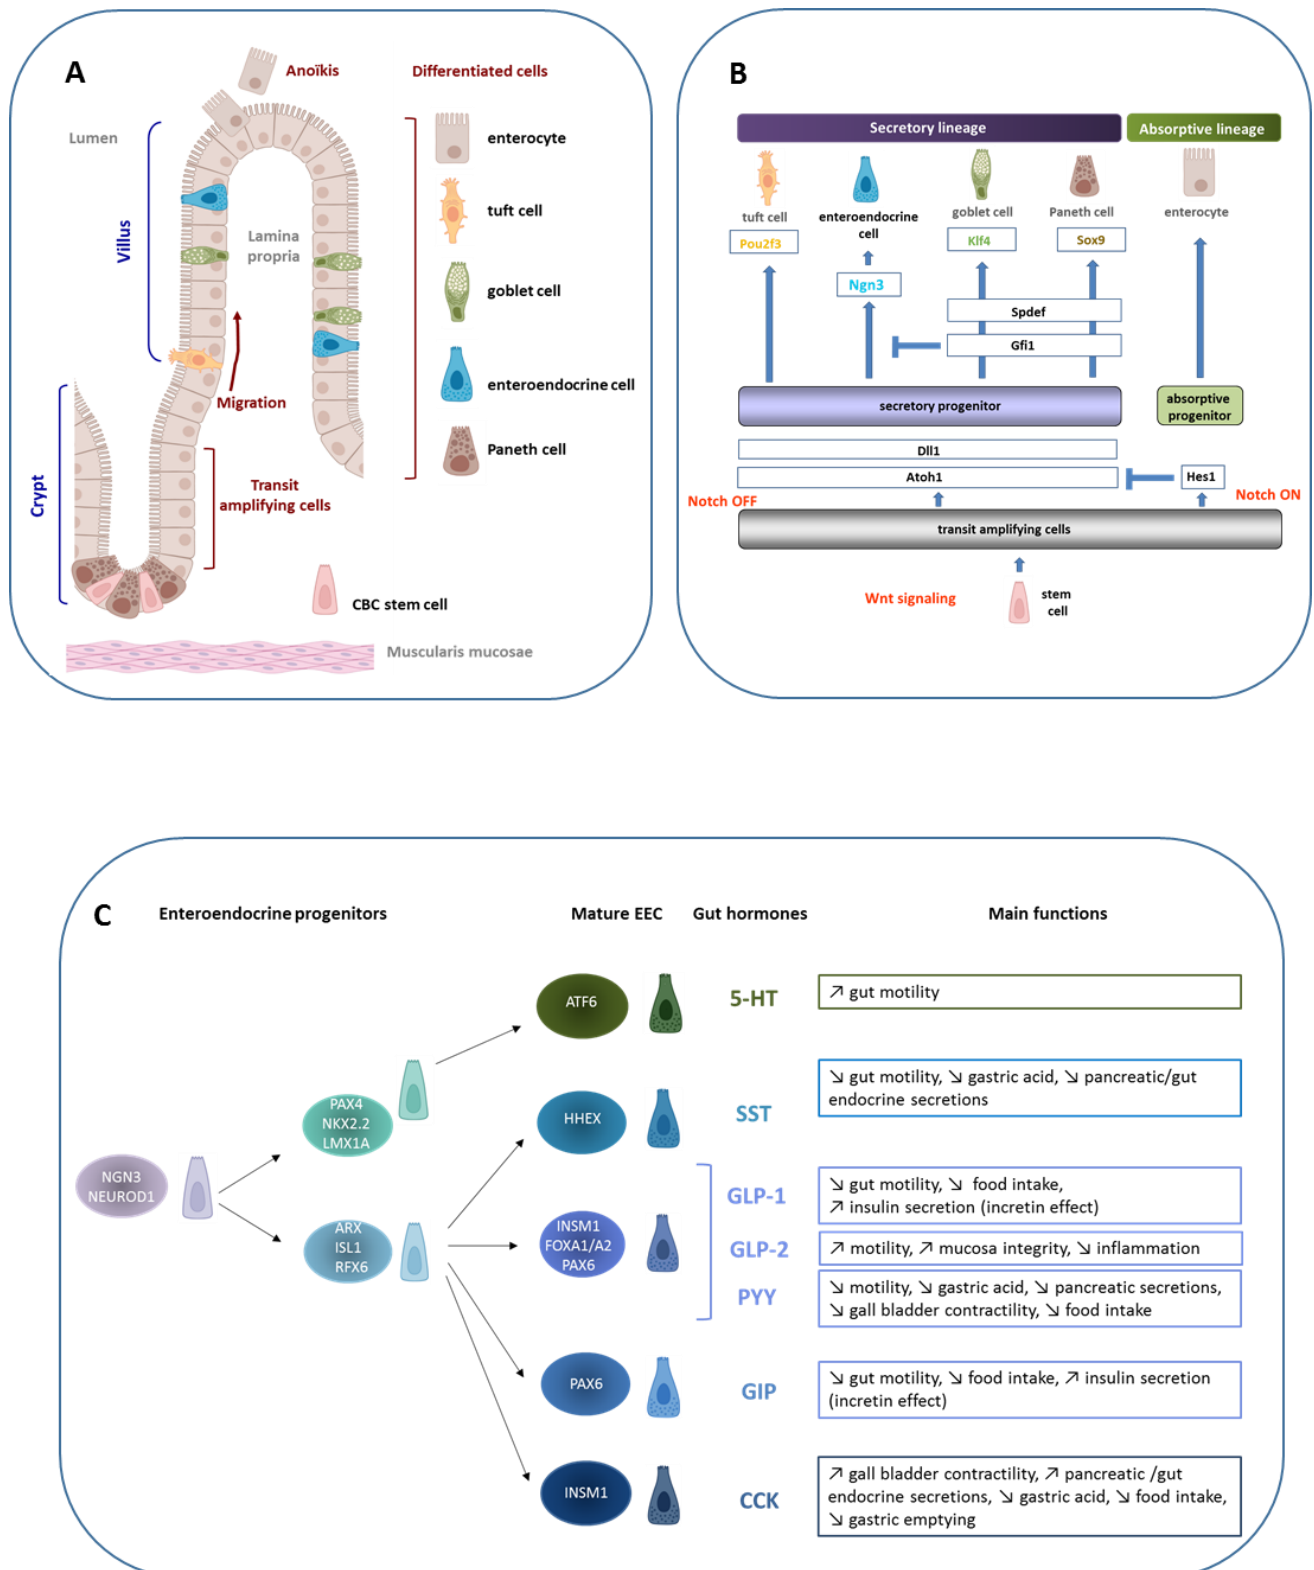 A
Anoïkis
Differentiated cells
Lumen
enterocyte
tuft cell
Villus
Lamina
propria
goblet cell
enteroendocrine cell
Migration
Paneth cell
Crypt
Transit
amplifying cells
CBC stem cell
Muscularis mucosae
B
Secretory lineage
Absorptive lineage
tuft cell
enteroendocrine
cell
goblet cell
Paneth cell
enterocyte
Pou2f3
Klf4
Sox9
Ngn3
Spdef
Gfi1
secretory progenitor
absorptive
progenitor
Dll1
Atoh1
Hes1
Notch OFF
Notch ON
transit amplifying cells
Wnt signaling
stem
cell
C
Enteroendocrine progenitors
Mature EEC
Gut hormones
Main functions
ATF6
5-HT
↗ gut motility
PAX4
NKX2.2
LMX1A
HHEX
SST
↘ gut motility, ↘ gastric acid, ↘ pancreatic/gut
endocrine secretions
NGN3
NEUROD1
ARX
ISL1
RFX6
INSM1
FOXA1/A2
PAX6
GLP-1
↘ gut motility, ↘ food intake,
↗ insulin secretion (incretin effect)
GLP-2
↗ motility, ↗ mucosa integrity, ↘ inflammation
PYY
↘ motility, ↘ gastric acid, ↘ pancreatic secretions,
↘ gall bladder contractility, ↘ food intake
PAX6
GIP
↘ gut motility, ↘ food intake, ↗ insulin secretion
(incretin effect)
INSM1
CCK
↗ gall bladder contractility, ↗ pancreatic /gut
endocrine secretions, ↘ gastric acid, ↘ food intake,
↘ gastric emptying